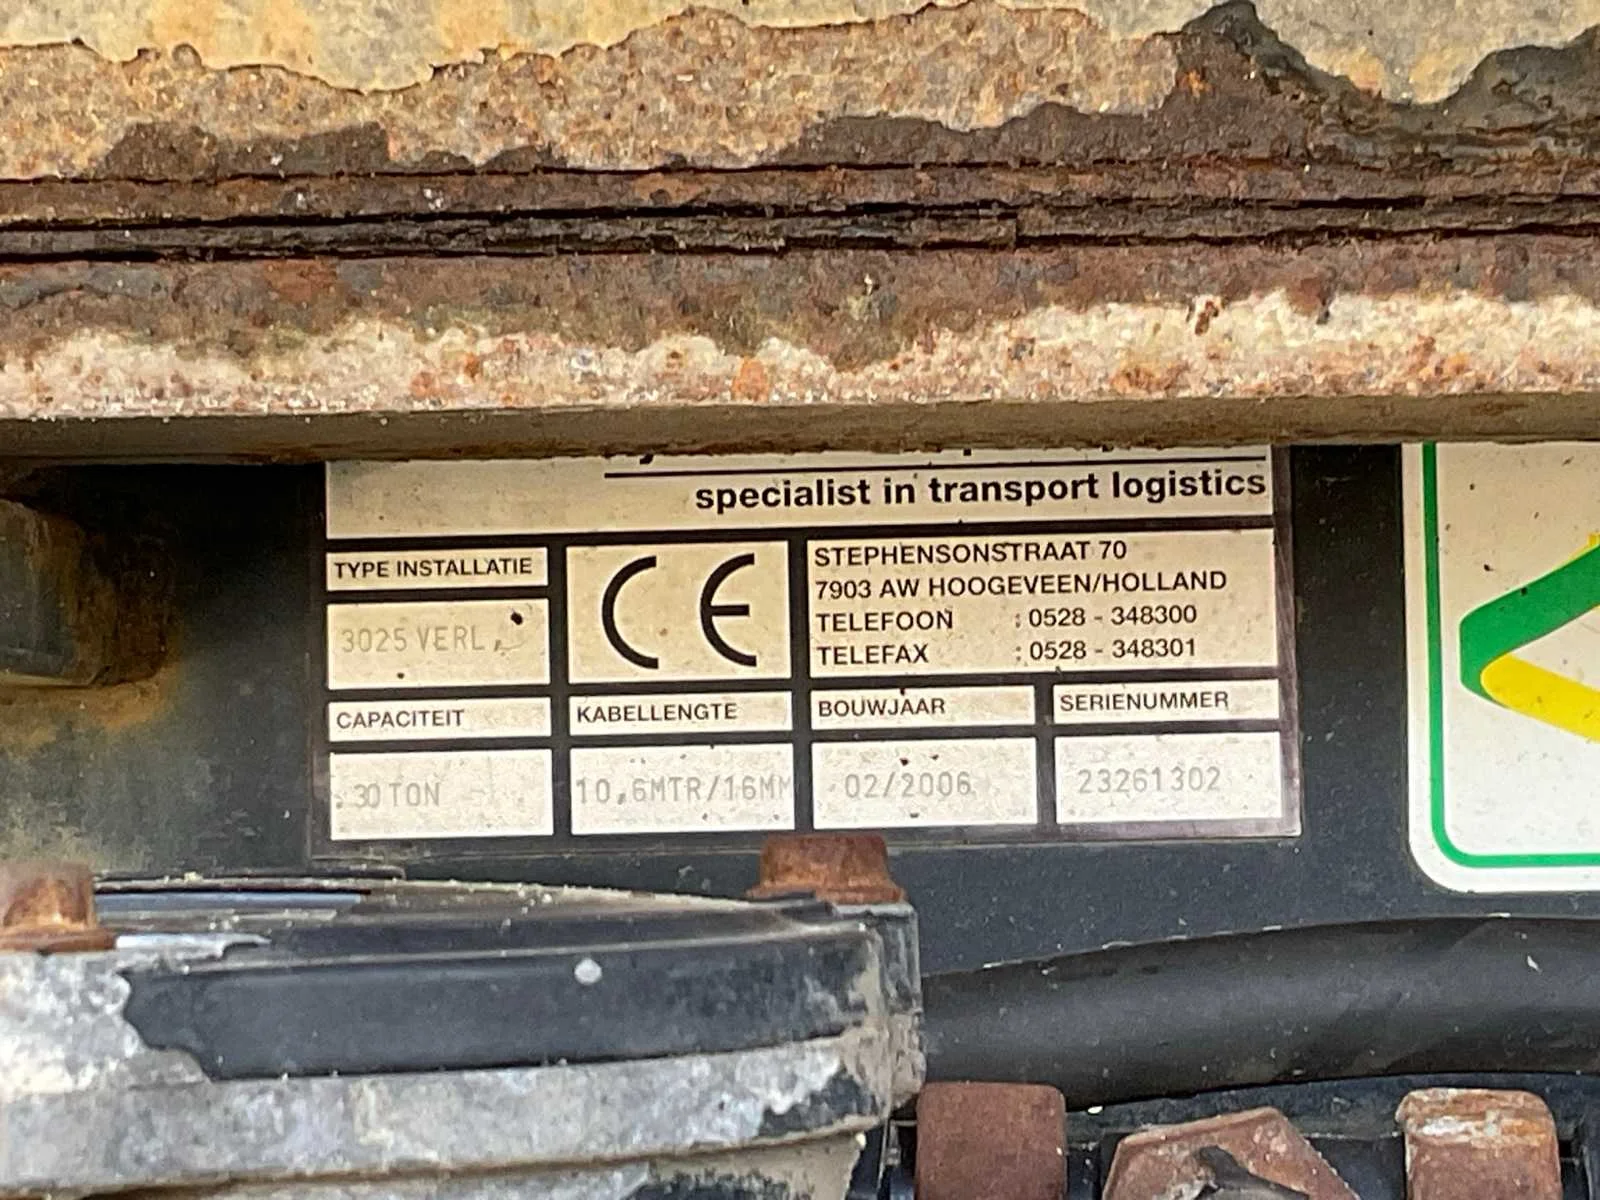 specialist in transport logistics
TYPE INSTALLATIE
3025 VERL,
CE
STEPHENSONSTRAAT 70
7903 AW HOOGEVEEN/HOLLAND
TELEFOON : 0528 - 348300
TELEFAX : 0528 - 348301
CAPACITEIT
KABELLENGTE
BOUWJAAR
SERIENUMMER
30 TON
10,6MTR/16MM
02/2006
23261302